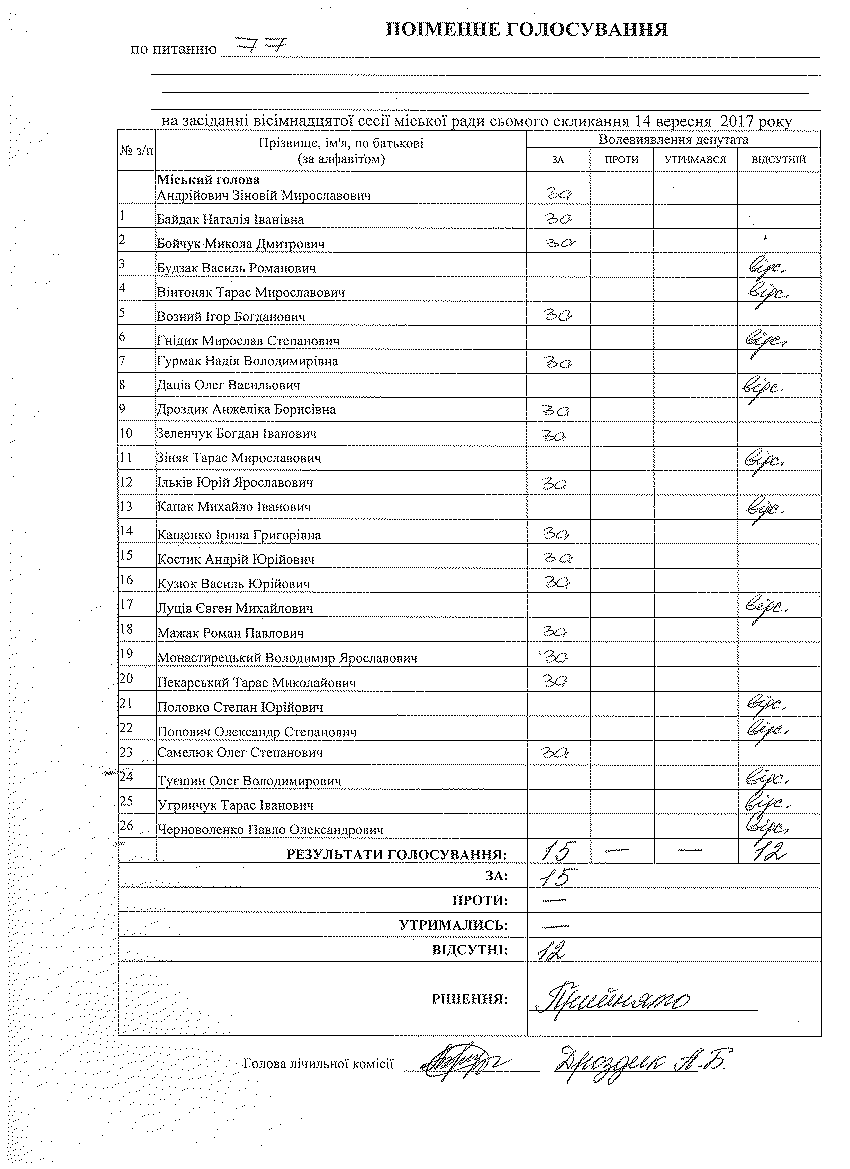 ПОІМЕННЕ ГОЛОСУВАННЯ
по питанню 77
на засіданні вісімнадцятої сесії міської ради сьомого скликання 14 вересня 2017 року
№ з/п Прізвище, ім'я, по батькові (за алфавітом) Волевиявлення депутата
ЗА ПРОТИ УТРИМАВСЯ ВІДСУТНІЙ
Міський голова
Андрійович Зіновій Мирославович за
1 Байдак Наталія Іванівна за
2 Бойчук Микола Дмитрович за
3 Будзак Василь Романович відс.
4 Вінтоняк Тарас Мирославович відс.
5 Возний Ігор Богданович за
6 Гнідик Мирослав Степанович відс.
7 Гурмак Надія Володимирівна за
8 Даців Олег Васильович відс.
9 Дроздик Анжеліка Борисівна за
10 Зеленчук Богдан Іванович за
11 Зіняк Тарас Мирославович відс.
12 Ільків Юрій Ярославович за
13 Капак Михайло Іванович відс.
14 Кащенко Ірина Григорівна за
15 Костик Андрій Юрійович за
16 Кузюк Василь Юрійович за
17 Луців Євген Михайлович відс.
18 Мажак Роман Павлович за
19 Монастирецький Володимир Ярославович за
20 Пекарський Тарас Миколайович за
21 Половко Степан Юрійович відс.
22 Попович Олександр Степанович відс.
23 Самелюк Олег Степанович за
24 Туєшин Олег Володимирович відс.
25 Угринчук Тарас Іванович відс.
26 Черноволенко Павло Олександрович відс.
РЕЗУЛЬТАТИ ГОЛОСУВАННЯ: 15 — — 12
ЗА: 15
ПРОТИ: —
УТРИМАЛИСЬ: —
ВІДСУТНІ: 12
РІШЕННЯ: Прийнято
Голова лічильної комісії Дроздик А.Б.